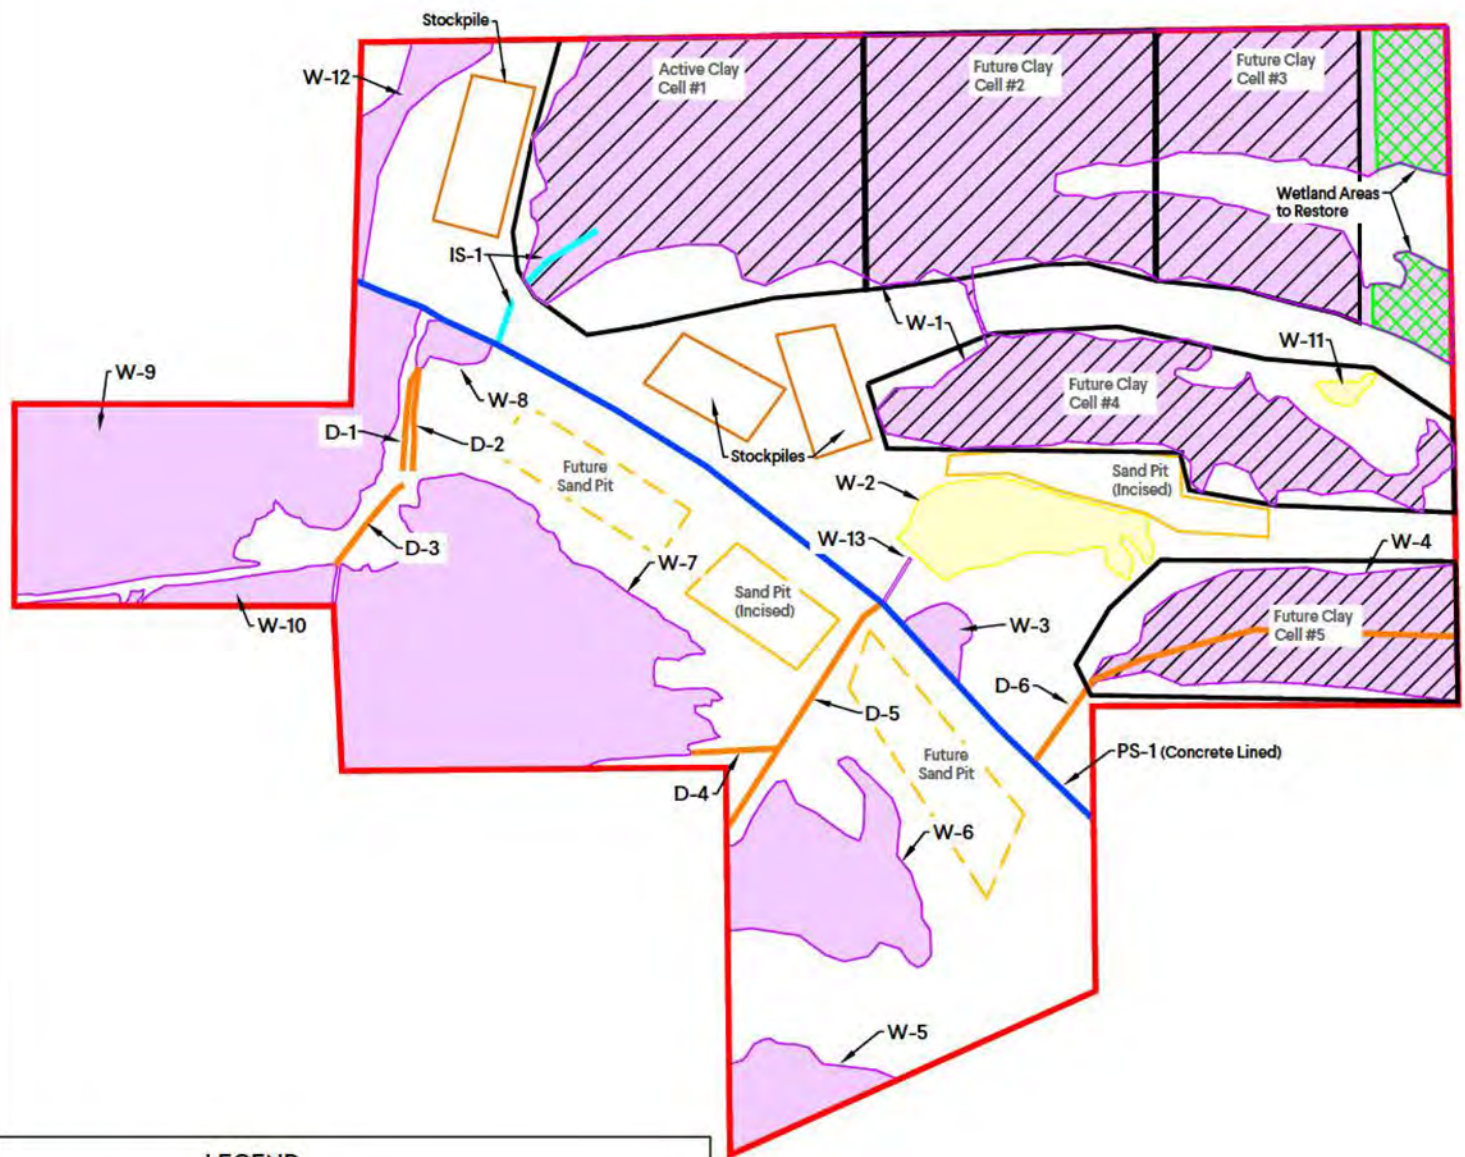 Stockpile
W-12
Active Clay
Cell #1
Future Clay
Cell #2
Future Clay
Cell #3
Wetland Areas
to Restore
IS-1
W-1
W-11
W-9
W-8
Future Clay
Cell #4
D-1
D-2
Stockpiles
Future
Sand Pit
W-2
Sand Pit
(Incised)
D-3
W-13
W-4
W-7
Sand Pit
(Incised)
W-10
W-3
Future Clay
Cell #5
D-6
D-5
PS-1 (Concrete Lined)
Future
Sand Pit
D-4
W-6
W-5
LEGEND